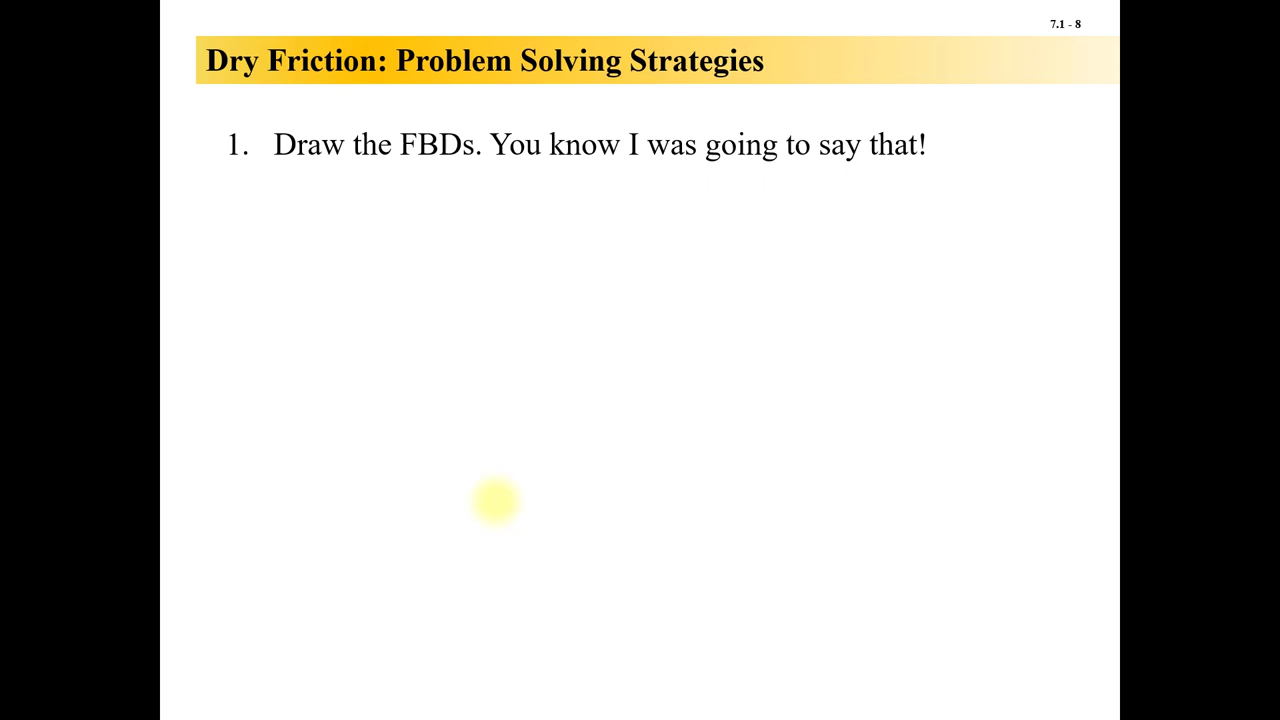 7.1 - 8
Dry Friction: Problem Solving Strategies
1. Draw the FBDs. You know I was going to say that!